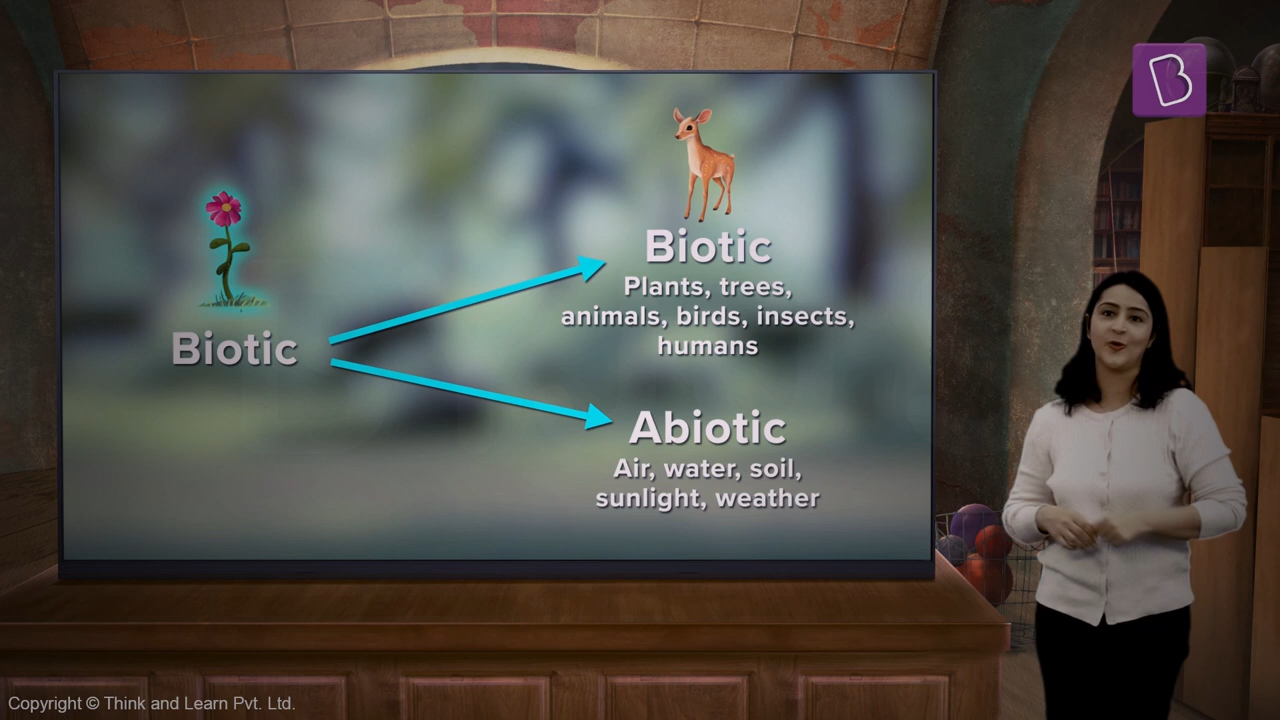 Biotic
Biotic
Plants, trees,
animals, birds, insects,
humans
Abiotic
Air, water, soil,
sunlight, weather
B
Copyright © Think and Learn Pvt. Ltd.